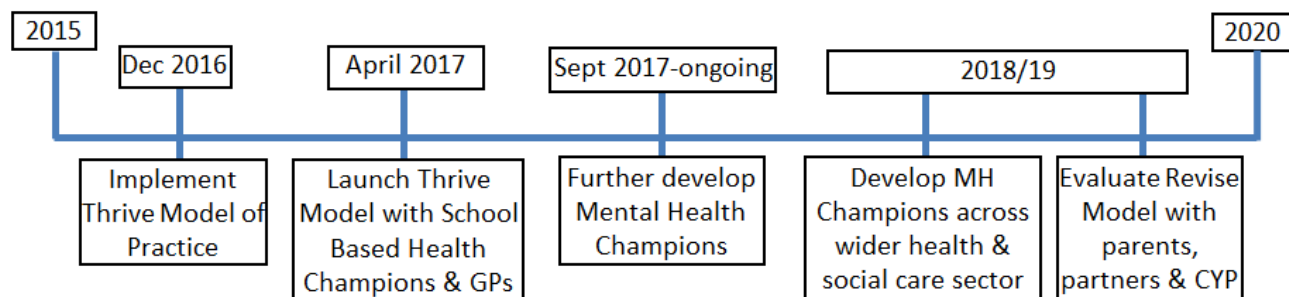 2015
2020
Dec 2016
April 2017
Sept 2017-ongoing
2018/19
Implement
Thrive Model of
Practice
Launch Thrive
Model with School
Based Health
Champions & GPs
Further develop
Mental Health
Champions
Develop MH
Champions across
wider health &
social care sector
Evaluate Revise
Model with
parents,
partners & CYP